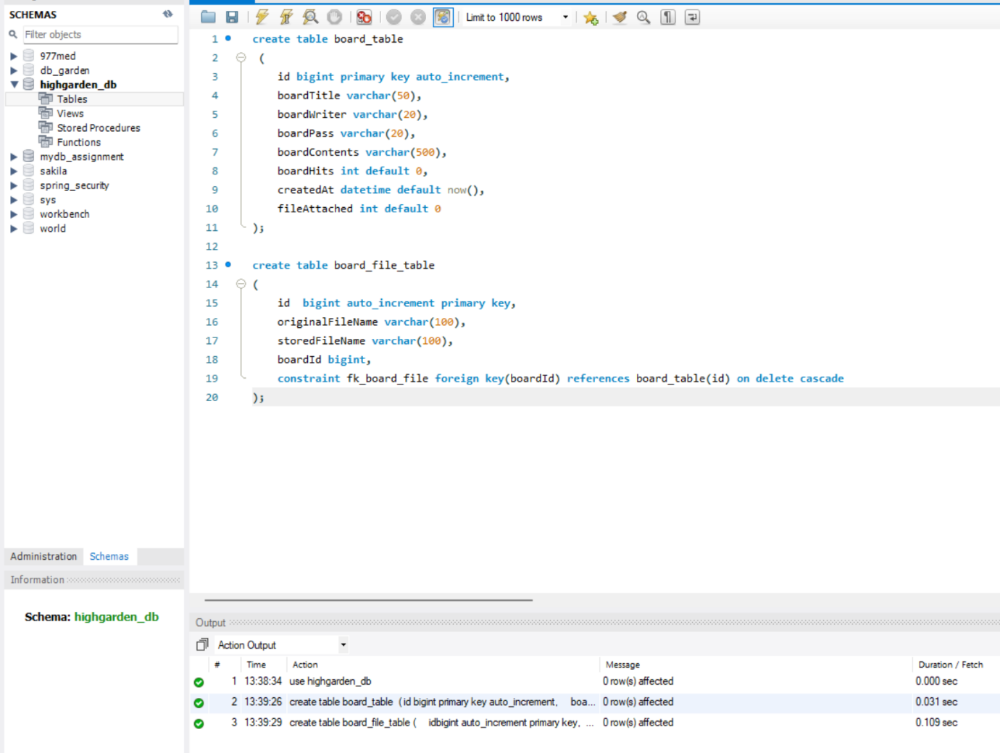 SCHEMAS
Filter objects
977med
db_garden
highgarden_db
Tables
Views
Stored Procedures
Functions
mydb_assignment
sakila
spring_security
sys
workbench
world
Administration Schemas
Information
Schema: highgarden_db
Limit to 1000 rows
1 create table board_table
2 (
3 id bigint primary key auto_increment,
4 boardTitle varchar(50),
5 boardWriter varchar(20),
6 boardPass varchar(20),
7 boardContents varchar(500),
8 boardHits int default 0,
9 createdAt datetime default now(),
10 fileAttached int default 0
11 );
12
13 create table board_file_table
14 (
15 id  bigint auto_increment primary key,
16 originalFileName varchar(100),
17 storedFileName varchar(100),
18 boardId bigint,
19 constraint fk_board_file foreign key(boardId) references board_table(id) on delete cascade
20 );
Output
Action Output
# Time Action Message Duration / Fetch
1 13:38:34 use highgarden_db 0 row(s) affected 0.000 sec
2 13:39:26 create table board_table (id bigint primary key auto_increment, boa... 0 row(s) affected 0.031 sec
3 13:39:29 create table board_file_table ( idbigint auto_increment primary key, ... 0 row(s) affected 0.109 sec